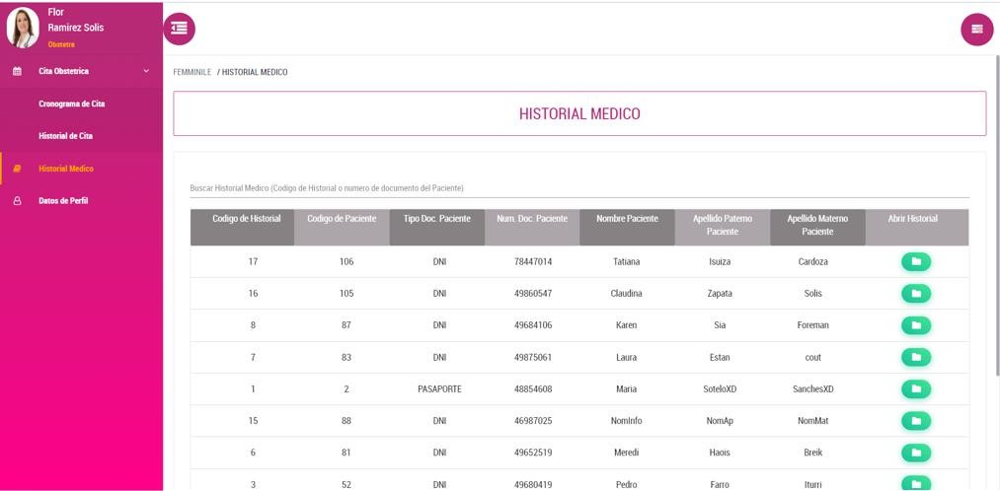 Flor
Ramirez Solis
Obstetra
Cita Obstetrica
Cronograma de Cita
Historial de Cita
Historial Medico
Datos de Perfil
FEMMINILE / HISTORIAL MEDICO
HISTORIAL MEDICO
Buscar Historial Medico (Codigo de Historial o numero de documento del Paciente)
Codigo de Historial Codigo de Paciente Tipo Doc. Paciente Num. Doc. Paciente Nombre Paciente Apellido Paterno Paciente Apellido Materno Paciente Abrir Historial
17 106 DNI 78447014 Tatiana Isuiza Cardoza
16 105 DNI 49860547 Claudina Zapata Solis
8 87 DNI 49684106 Karen Sia Foreman
7 83 DNI 49875061 Laura Estan cout
1 2 PASAPORTE 48854608 Maria SoteloXD SanchesXD
15 88 DNI 46987025 NomInfo NomAp NomMat
6 81 DNI 49652519 Meredi Haois Breik
3 52 DNI 49680419 Pedro Farro Iturri